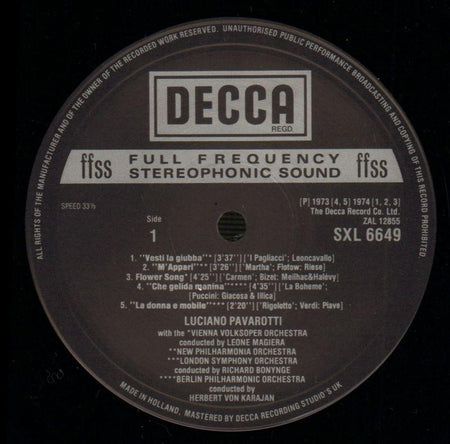 ALL RIGHTS OF THE MANUFACTURER AND OF THE OWNER OF THE RECORDED WORK RESERVED. UNAUTHORISED PUBLIC PERFORMANCE BROADCASTING AND COPYING OF THIS RECORD PROHIBITED
DECCA
REGD.
ffss FULL FREQUENCY STEREOPHONIC SOUND ffss
SPEED 33⅓
Side
1
[P] 1973 [4, 5] 1974 [1, 2, 3]
The Decca Record Co. Ltd.
ZAL 12855
SXL 6649
1. "Vesti la giubba"* [3'37"] ['I Pagliacci'; Leoncavallo]
2. "M'Appari"** [3'26"] ['Martha'; Flotow: Riese]
3. Flower Song* [4'25"] ['Carmen'; Bizet: Meilhac&Halévy]
4. "Che gelida manina"**** [4'35"] ['La Boheme';
[Puccini: Giacosa & Illica]
5. "La donna e mobile"*** [2'20"] ['Rigoletto'; Verdi: Piave]
LUCIANO PAVAROTTI
with the *VIENNA VOLKSOPER ORCHESTRA
conducted by LEONE MAGIERA
**NEW PHILHARMONIA ORCHESTRA
***LONDON SYMPHONY ORCHESTRA
conducted by RICHARD BONYNGE
****BERLIN PHILHARMONIC ORCHESTRA
conducted by
HERBERT VON KARAJAN
MADE IN HOLLAND. MASTERED BY DECCA RECORDING STUDIO'S UK